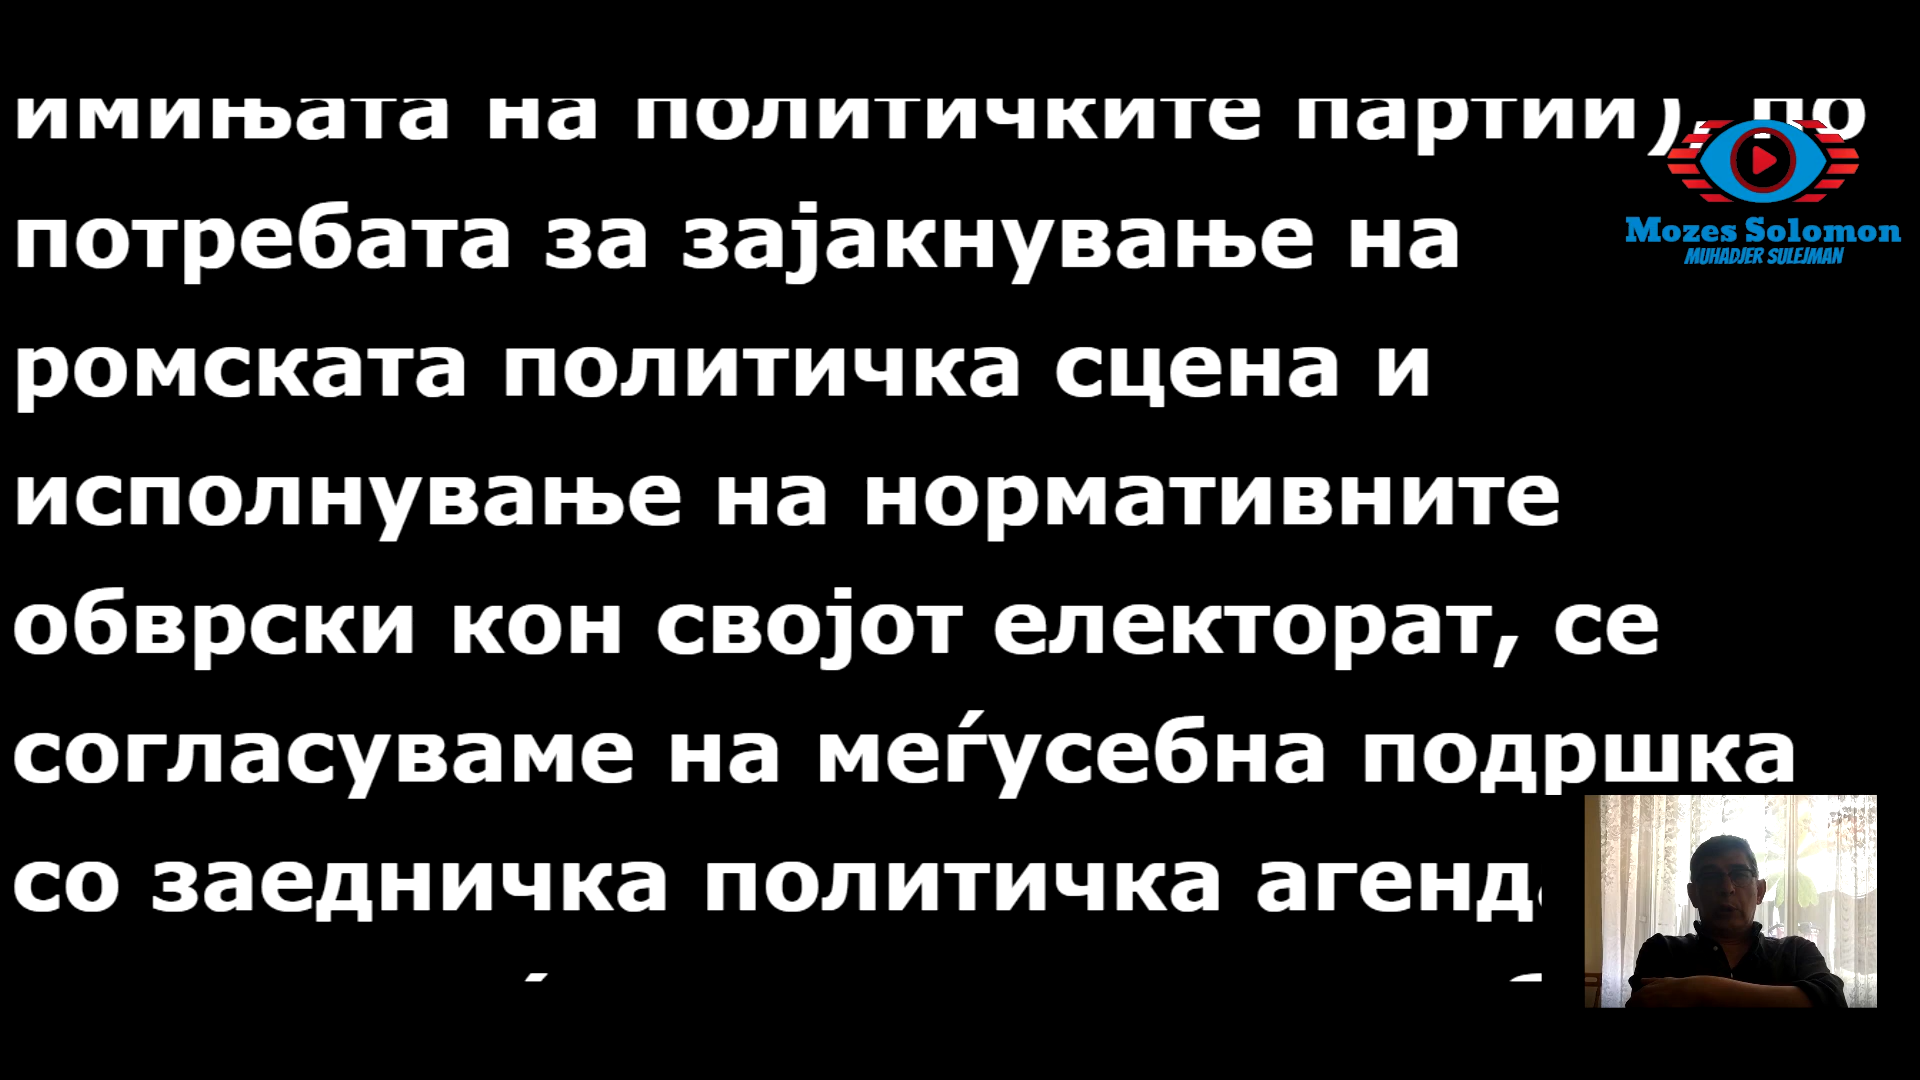 имињата на политичките партии), по
потребата за зајакнување на
ромската политичка сцена и
исполнување на нормативните
обврски кон својот електорат, се
согласуваме на меѓусебна подршка
со заедничка политичка
Mozes Solomon
MUHADJER SULEJMAN